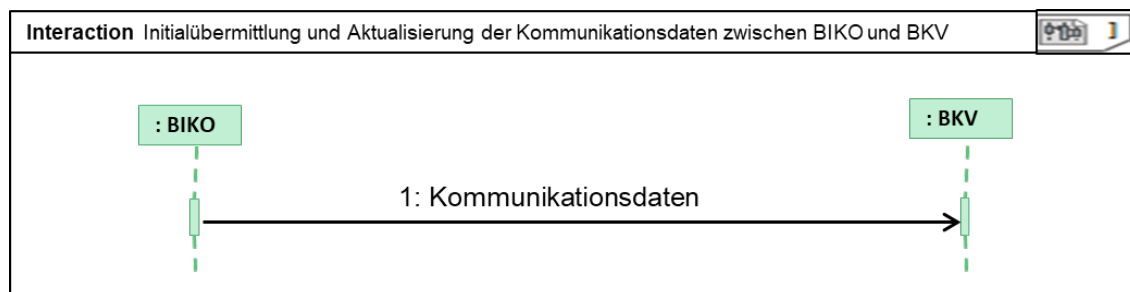 Interaction Initialübermittlung und Aktualisierung der Kommunikationsdaten zwischen BIKO und BKV
: BIKO
: BKV
1: Kommunikationsdaten